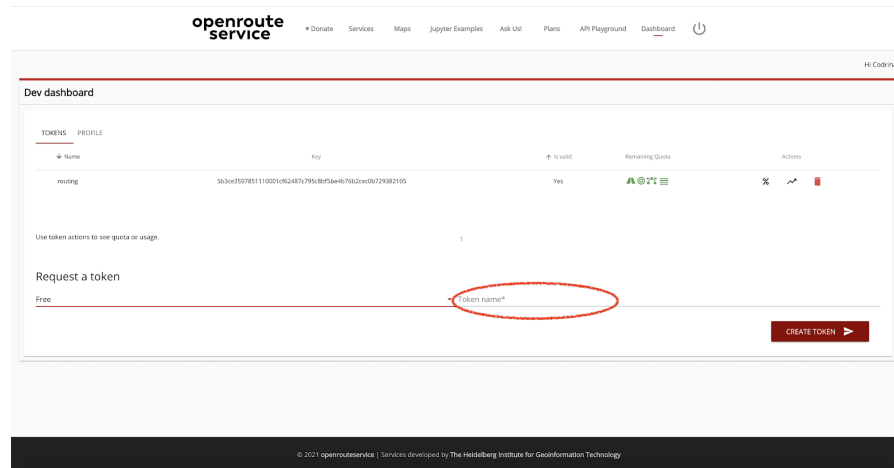 openroute
service
♥ Donate Services Maps Jupyter Examples Ask Us! Plans API Playground Dashboard
Hi Codrina
Dev dashboard
TOKENS PROFILE
Name Key Is valid Remaining Quota Actions
routing 5b3ce3597851110001cf62487c795c8bf5be4b76b2cec0b729382105 Yes %
Use token actions to see quota or usage. 1
Request a token
Free Token name*
CREATE TOKEN
© 2021 openrouteservice | Services developed by The Heidelberg Institute for Geoinformation Technology